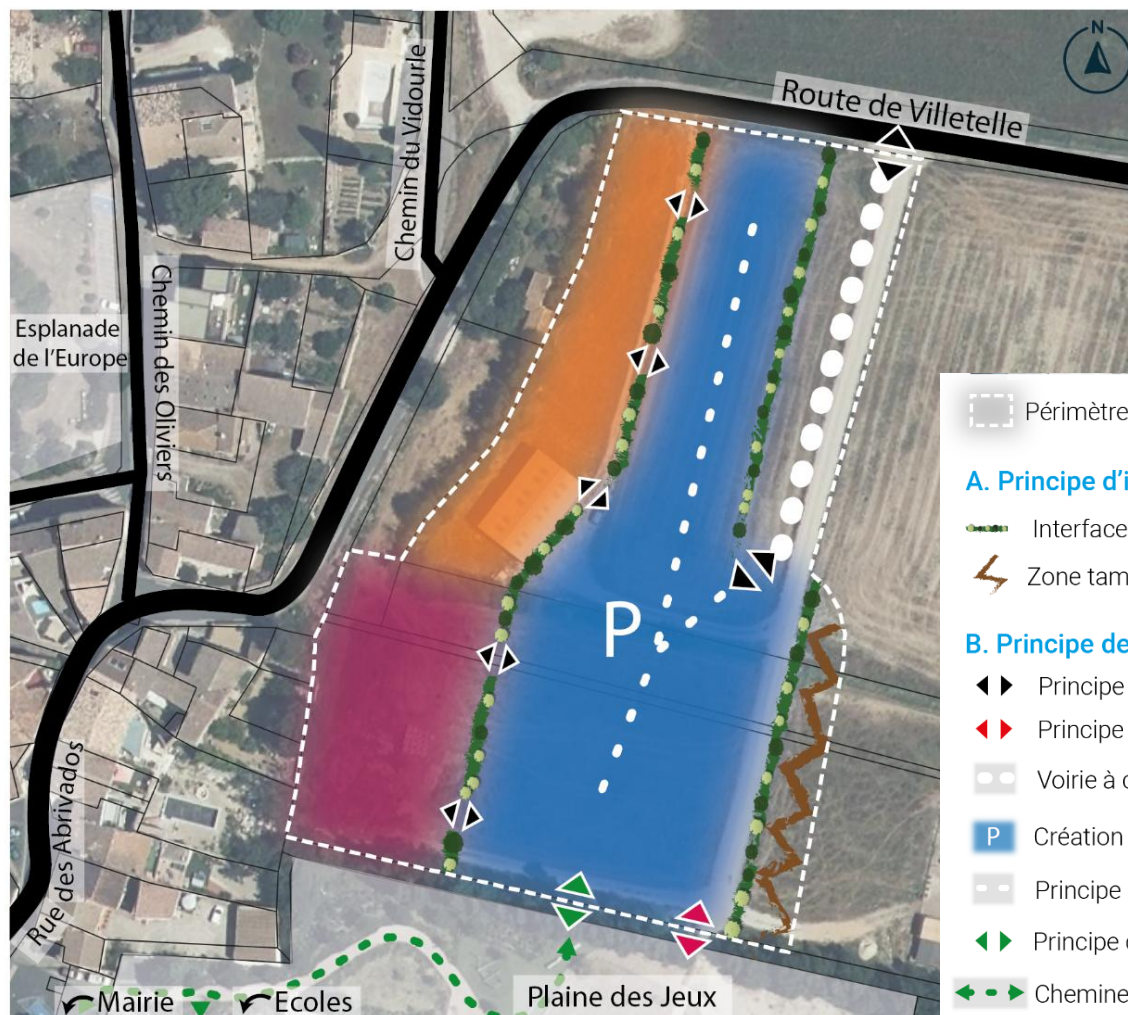 N
Route de Villetelle
Chemin du Vidourle
Chemin des Oliviers
Esplanade
de l'Europe
P
Rue des Abrivados
Mairie
Ecoles
Plaine des Jeux
Périmètre
A. Principe d'i
Interface
Zone tam
B. Principe de
Principe
Principe
Voirie à
P Création
Principe
Principe
Chemine